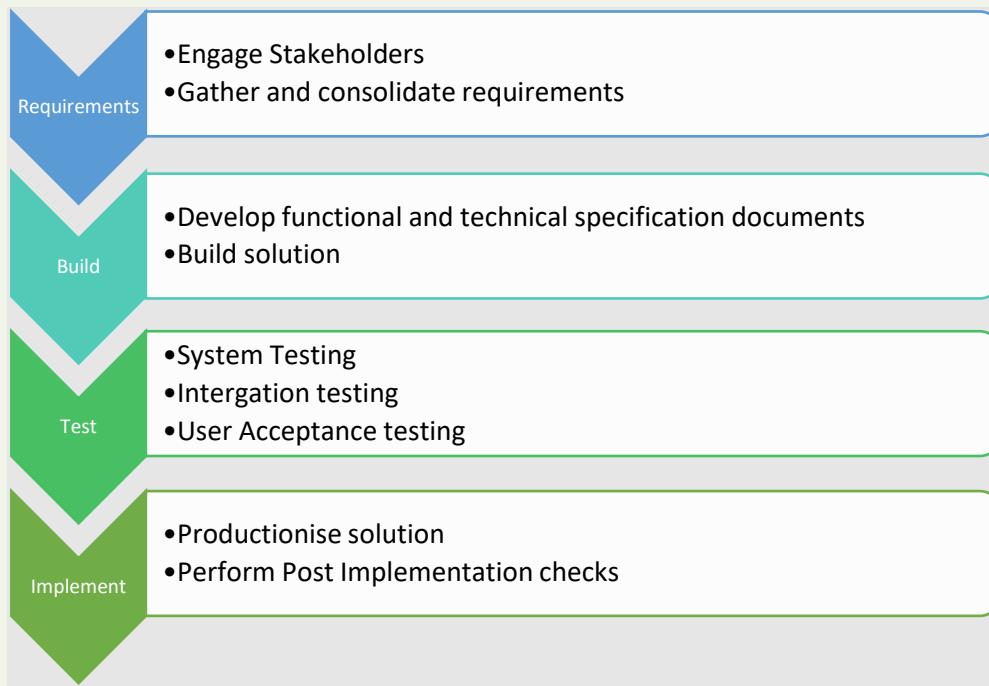 Requirements
•Engage Stakeholders
•Gather and consolidate requirements
Build
•Develop functional and technical specification documents
•Build solution
Test
•System Testing
•Intergation testing
•User Acceptance testing
Implement
•Productionise solution
•Perform Post Implementation checks